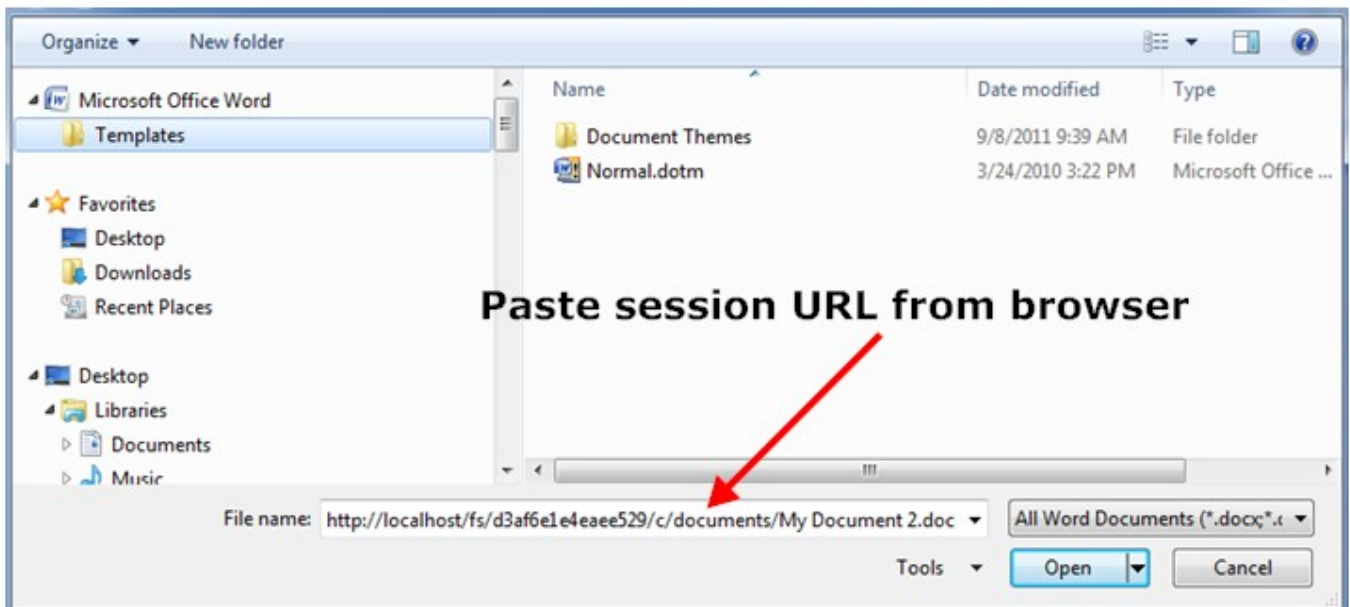 Organize New folder
Microsoft Office Word
Templates
Favorites
Desktop
Downloads
Recent Places
Desktop
Libraries
Documents
Music
Name Date modified Type
Document Themes 9/8/2011 9:39 AM File folder
Normal.dotm 3/24/2010 3:22 PM Microsoft Office ...
Paste session URL from browser
File name: http://localhost/fs/d3af6e1e4eaee529/c/documents/My Document 2.doc All Word Documents (*.docx;*.c
Tools Open Cancel